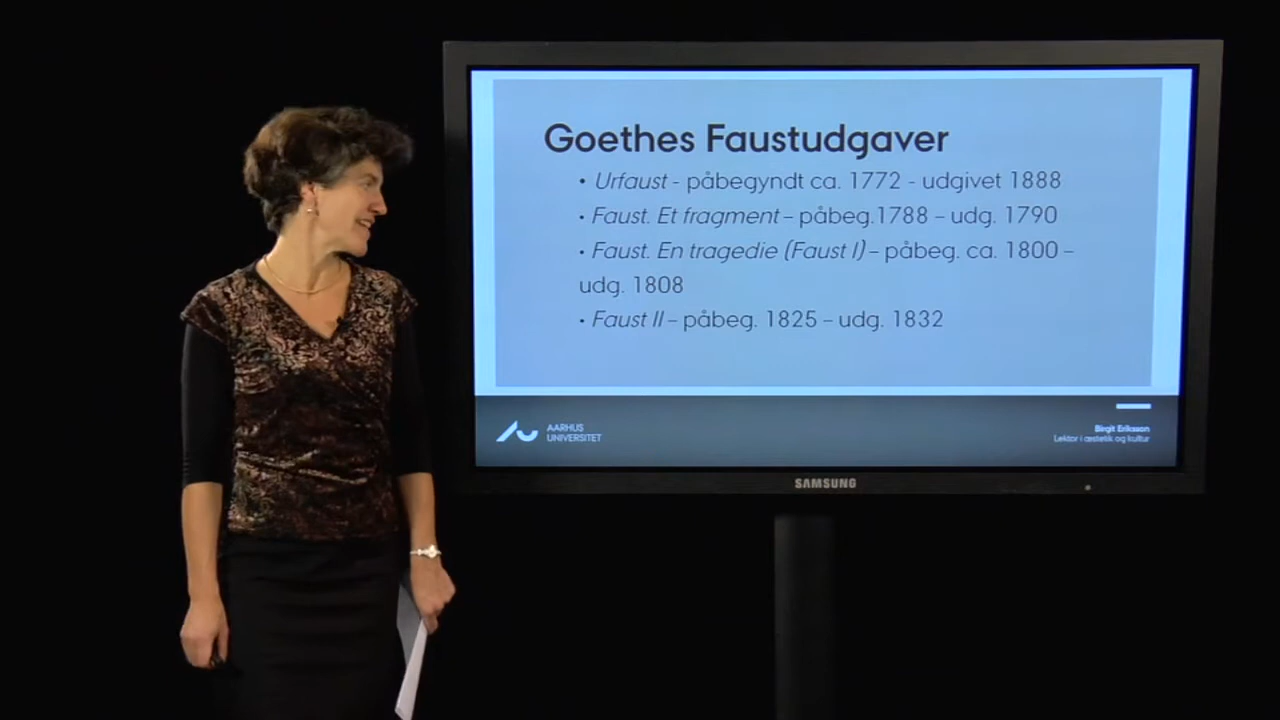 Goethes Faustudgaver
• Urfaust - påbegyndt ca. 1772 - udgivet 1888
• Faust. Et fragment – påbeg.1788 – udg. 1790
• Faust. En tragedie (Faust I) – påbeg. ca. 1800 –
udg. 1808
• Faust II – påbeg. 1825 – udg. 1832
AARHUS
UNIVERSITET
Birgit Eriksson
Lektor i æstetik og kultur
SAMSUNG